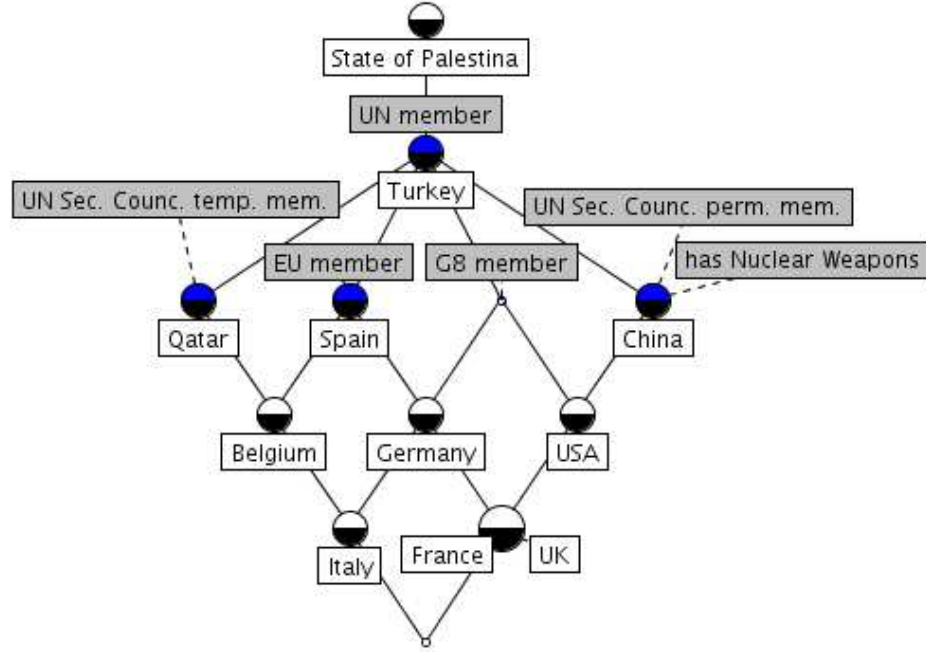 State of Palestina
UN member
Turkey
UN Sec. Counc. temp. mem.
UN Sec. Counc. perm. mem.
EU member
G8 member
has Nuclear Weapons
Qatar
Spain
China
Belgium
Germany
USA
Italy
France
UK